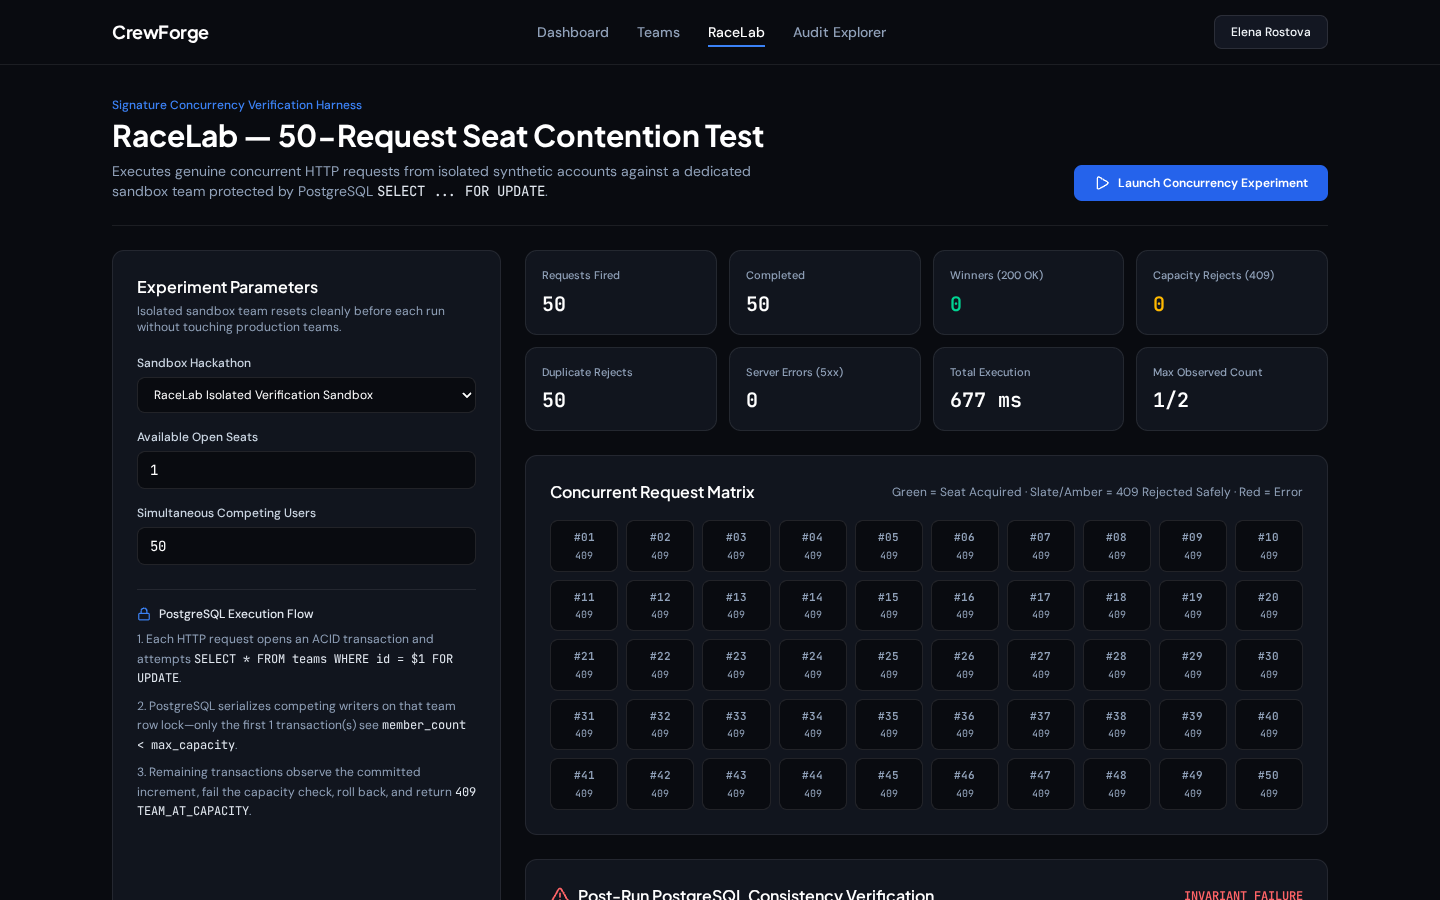 CrewForge
Dashboard
Teams
RaceLab
Audit Explorer
Elena Rostova
Signature Concurrency Verification Harness
RaceLab — 50-Request Seat Contention Test
Executes genuine concurrent HTTP requests from isolated synthetic accounts against a dedicated
sandbox team protected by PostgreSQL SELECT ... FOR UPDATE.
Launch Concurrency Experiment
Experiment Parameters
Isolated sandbox team resets cleanly before each run
without touching production teams.
Sandbox Hackathon
RaceLab Isolated Verification Sandbox
Available Open Seats
1
Simultaneous Competing Users
50
PostgreSQL Execution Flow
1. Each HTTP request opens an ACID transaction and
attempts SELECT * FROM teams WHERE id = $1 FOR
UPDATE.
2. PostgreSQL serializes competing writers on that team
row lock—only the first 1 transaction(s) see member_count
< max_capacity.
3. Remaining transactions observe the committed
increment, fail the capacity check, roll back, and return 409
TEAM_AT_CAPACITY.
Requests Fired
50
Completed
50
Winners (200 OK)
0
Capacity Rejects (409)
0
Duplicate Rejects
50
Server Errors (5xx)
0
Total Execution
677 ms
Max Observed Count
1/2
Concurrent Request Matrix
Green = Seat Acquired · Slate/Amber = 409 Rejected Safely · Red = Error
#01 #02 #03 #04 #05 #06 #07 #08 #09 #10
409 409 409 409 409 409 409 409 409 409
#11 #12 #13 #14 #15 #16 #17 #18 #19 #20
409 409 409 409 409 409 409 409 409 409
#21 #22 #23 #24 #25 #26 #27 #28 #29 #30
409 409 409 409 409 409 409 409 409 409
#31 #32 #33 #34 #35 #36 #37 #38 #39 #40
409 409 409 409 409 409 409 409 409 409
#41 #42 #43 #44 #45 #46 #47 #48 #49 #50
409 409 409 409 409 409 409 409 409 409
Post-Run PostgreSQL Consistency Verification
INVARIANT FAILURE